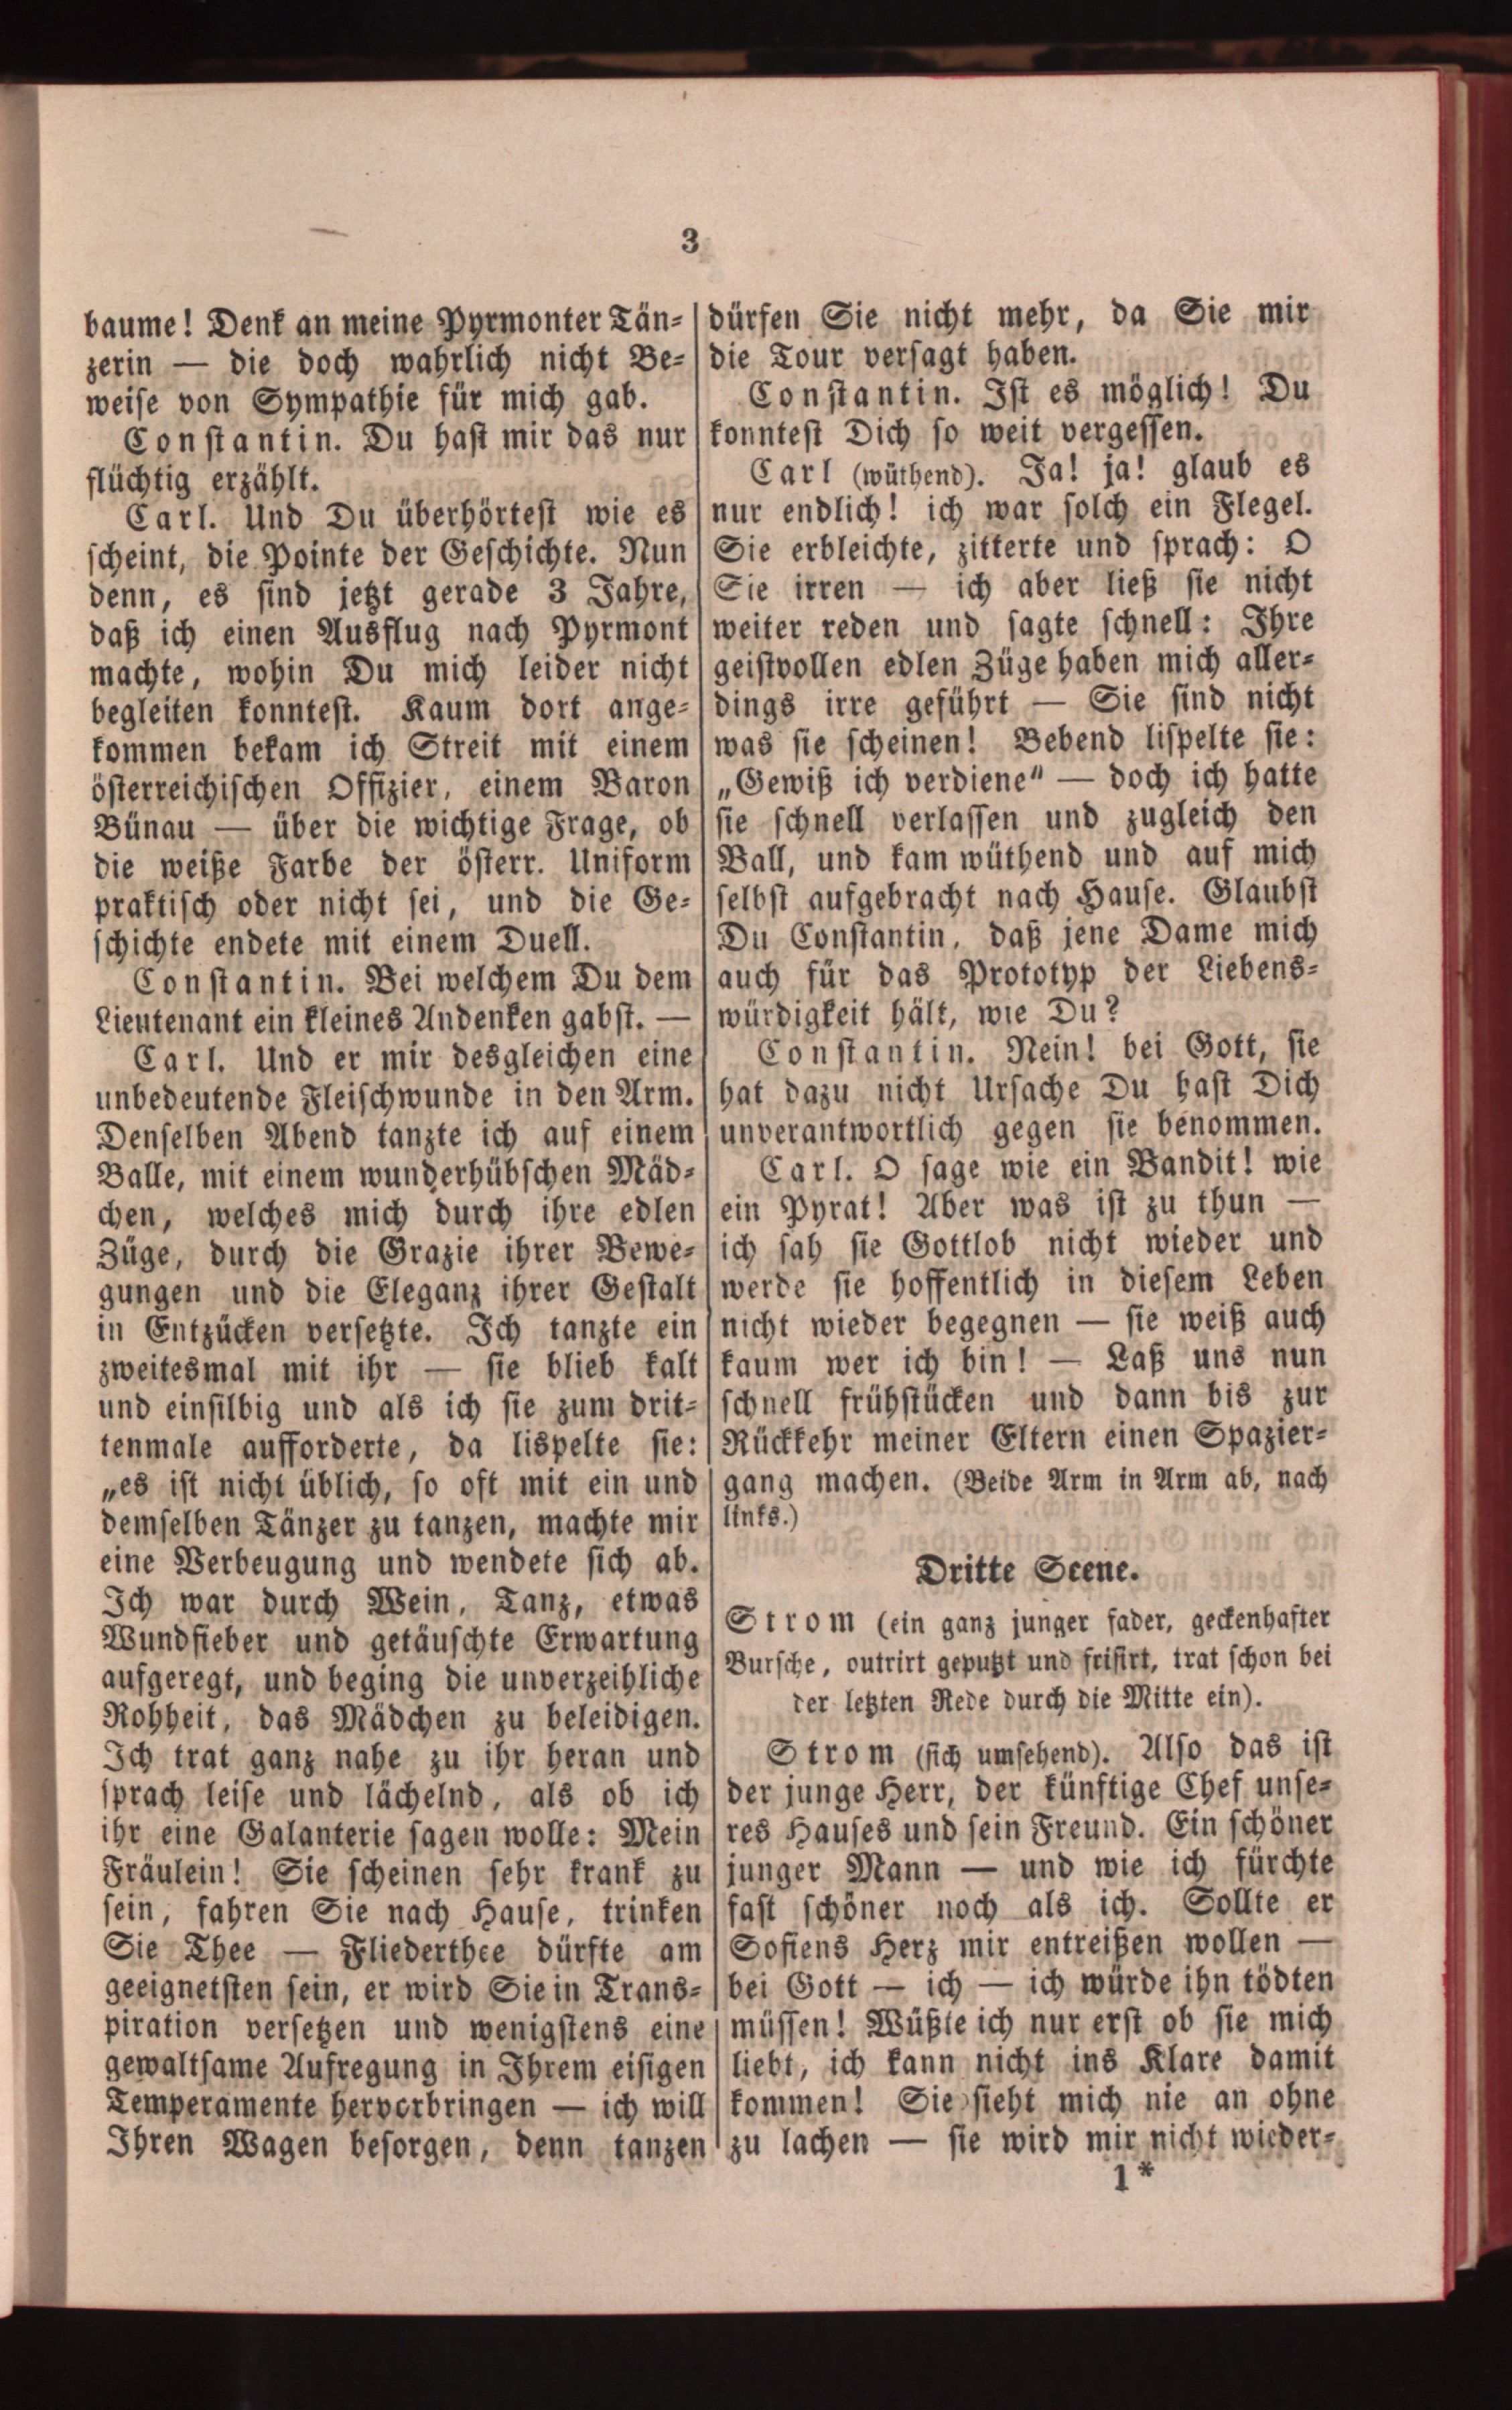 3
baume! Denk an meine Pyrmonter Tän-
zerin — die doch wahrlich nicht Be-
weise von Sympathie für mich gab.
Constantin. Du hast mir das nur
flüchtig erzählt.
Carl. Und Du überhörtest wie es
scheint, die Pointe der Geschichte. Nun
denn, es sind jetzt gerade 3 Jahre,
daß ich einen Ausflug nach Pyrmont
machte, wohin Du mich leider nicht
begleiten konntest. Kaum dort ange-
kommen bekam ich Streit mit einem
österreichischen Offizier, einem Baron
Bünau — über die wichtige Frage, ob
die weiße Farbe der österr. Uniform
praktisch oder nicht sei, und die Ge-
schichte endete mit einem Duell.
Constantin. Bei welchem Du dem
Lieutenant ein kleines Andenken gabst. —
Carl. Und er mir desgleichen eine
unbedeutende Fleischwunde in den Arm.
Denselben Abend tanzte ich auf einem
Balle, mit einem wunderhübschen Mäd-
chen, welches mich durch ihre edlen
Züge, durch die Grazie ihrer Bewe-
gungen und die Eleganz ihrer Gestalt
in Entzücken versetzte. Ich tanzte ein
zweitesmal mit ihr — sie blieb kalt
und einsilbig und als ich sie zum drit-
tenmale aufforderte, da lispelte sie:
„es ist nicht üblich, so oft mit ein und
demselben Tänzer zu tanzen, machte mir
eine Verbeugung und wendete sich ab.
Ich war durch Wein, Tanz, etwas
Wundfieber und getäuschte Erwartung
aufgeregt, und beging die unverzeihliche
Rohheit, das Mädchen zu beleidigen.
Ich trat ganz nahe zu ihr heran und
sprach leise und lächelnd, als ob ich
ihr eine Galanterie sagen wolle: Mein
Fräulein! Sie scheinen sehr krank zu
sein, fahren Sie nach Hause, trinken
Sie Thee — Fliederthee dürfte am
geeignetsten sein, er wird Sie in Trans-
piration versetzen und wenigstens eine
gewaltsame Aufregung in Ihrem eisigen
Temperamente hervorbringen — ich will
Ihren Wagen besorgen, denn tanzen
dürfen Sie nicht mehr, da Sie mir
die Tour versagt haben.
Constantin. Ist es möglich! Du
konntest Dich so weit vergessen.
Carl (wüthend). Ja! ja! glaub es
nur endlich! ich war solch ein Flegel.
Sie erbleichte, zitterte und sprach: O
Sie irren — ich aber ließ sie nicht
weiter reden und sagte schnell: Ihre
geistvollen edlen Züge haben mich aller-
dings irre geführt — Sie sind nicht
was sie scheinen! Bebend lispelte sie:
„Gewiß ich verdiene" — doch ich hatte
sie schnell verlassen und zugleich den
Ball, und kam wüthend und auf mich
selbst aufgebracht nach Hause. Glaubst
Du Constantin, daß jene Dame mich
auch für das Prototyp der Liebens-
würdigkeit hält, wie Du?
Constantin. Nein! bei Gott, sie
hat dazu nicht Ursache Du hast Dich
unverantwortlich gegen sie benommen.
Carl. O sage wie ein Bandit! wie
ein Pyrat! Aber was ist zu thun —
ich sah sie Gottlob nicht wieder und
werde sie hoffentlich in diesem Leben
nicht wieder begegnen — sie weiß auch
kaum wer ich bin! — Laß uns nun
schnell frühstücken und dann bis zur
Rückkehr meiner Eltern einen Spazier-
gang machen. (Beide Arm in Arm ab, nach
links.)
Dritte Scene.
Strom (ein ganz junger fader, geckenhafter
Bursche, outrirt geputzt und frisirt, trat schon bei
der letzten Rede durch die Mitte ein).
Strom (sich umsehend). Also das ist
der junge Herr, der künftige Chef unse-
res Hauses und sein Freund. Ein schöner
junger Mann — und wie ich fürchte
fast schöner noch als ich. Sollte er
Sofiens Herz mir entreißen wollen —
bei Gott — ich — ich würde ihn tödten
müssen! Wüßte ich nur erst ob sie mich
liebt, ich kann nicht ins Klare damit
kommen! Sie sieht mich nie an ohne
zu lachen — sie wird mir nicht wieder-
1*